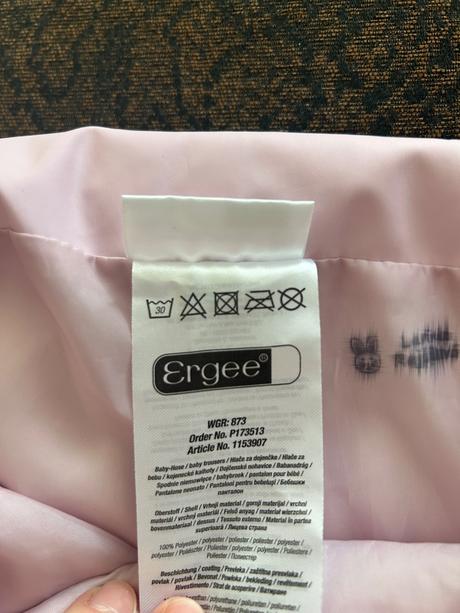 30
Ergee®
WGR: 873
Order No. P173513
Article No. 1153907
Baby-Hose / baby trousers / Hlače za dojenčke / Hlače za
bebu / kojenecké kalhoty / Dojčenské nohavice / Babanadrág /
Spodnie niemowlęce / babybroek / pantalon pour bébé /
Pantalone neonato / Pantaloni pentru bebeluşi / Бебешки
панталон
Oberstoff / Shell / Vrhnji material / gornji materijal / vrchní
materiál / vrchný materiál / Felső anyag / materiał wierzchni /
bovenmateriaal / dessus / Tessuto esterno / Material în partea
superioară / Лицева страна
100% Polyester / polyester / poliester / poliester / polyester /
polyester / Polischter / Poliester / polyester / polyester / Poliestere /
Poliester / Полиестер
Beschichtung / coating / Prevleka / zaštitna presvlaka /
povlak / povlak / Bevonat / Powłoka / bekleding / revêtement /
Rivestimento / Strat de acoperire /